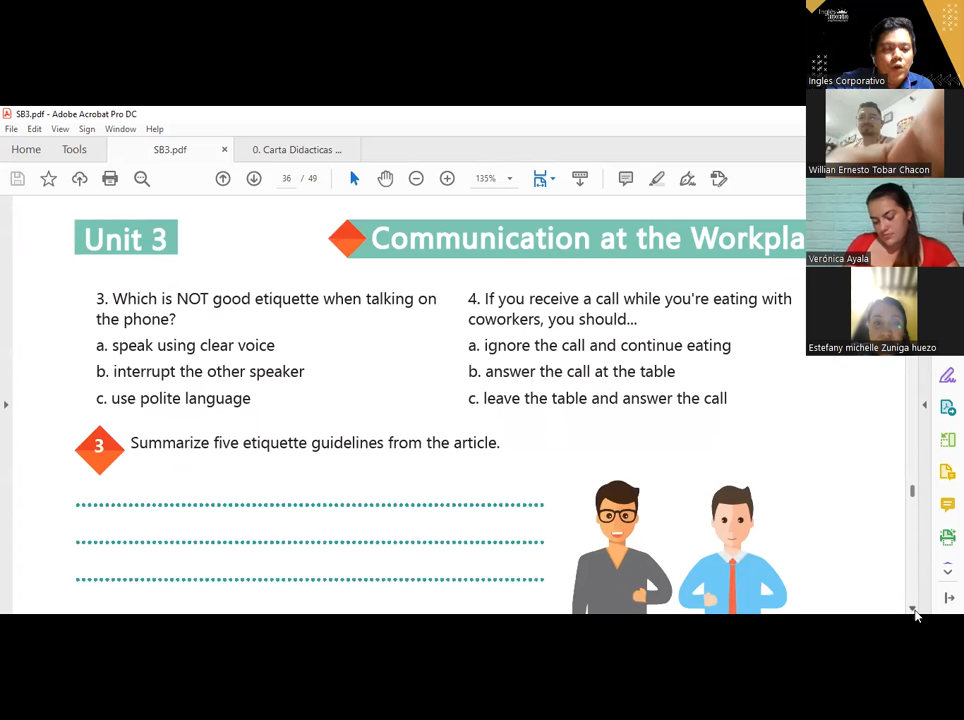 SB3.pdf - Adobe Acrobat Pro DC
File Edit View Sign Window Help
Home Tools SB3.pdf × 0. Carta Didacticas ...
36 / 49 135%
Unit 3
Communication at the Workpla
3. Which is NOT good etiquette when talking on
the phone?
a. speak using clear voice
b. interrupt the other speaker
c. use polite language
4. If you receive a call while you're eating with
coworkers, you should...
a. ignore the call and continue eating
b. answer the call at the table
c. leave the table and answer the call
3 Summarize five etiquette guidelines from the article.
Inglés
Corporativo
Ingles Corporativo
Willian Ernesto Tobar Chacon
Verónica Ayala
Estefany michelle Zuniga huezo